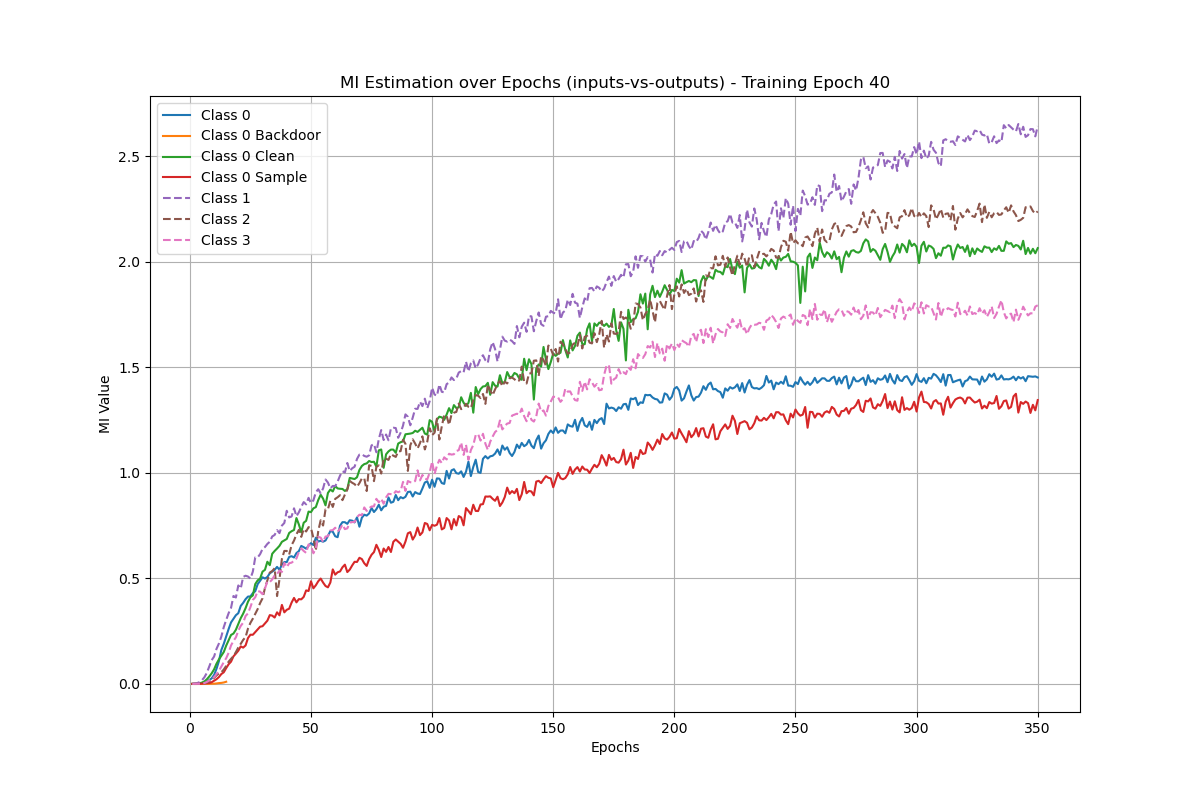 MI Estimation over Epochs (inputs-vs-outputs) - Training Epoch 40
Class 0
Class 0 Backdoor
Class 0 Clean
Class 0 Sample
Class 1
Class 2
Class 3
MI Value
2.5
2.0
1.5
1.0
0.5
0.0
0 50 100 150 200 250 300 350
Epochs